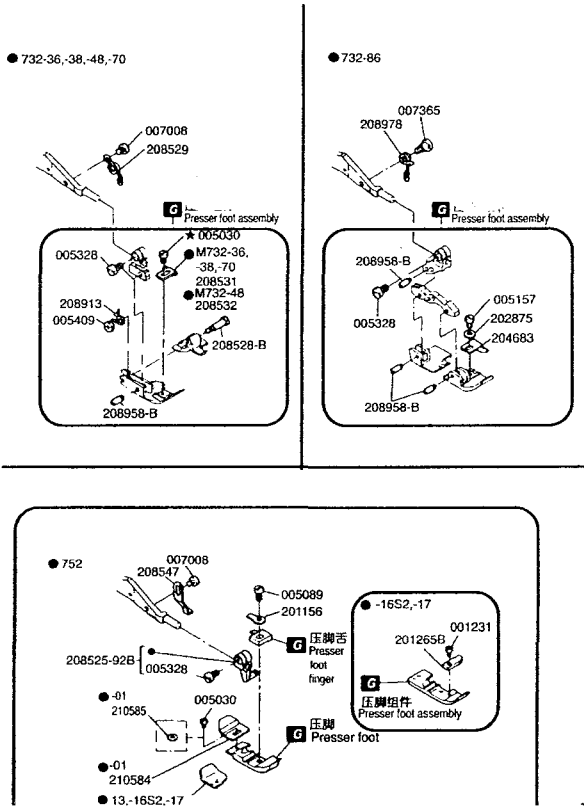 ● 732-36,-38,-48,-70
007008
208529
G
Presser foot assembly
★ 005030
005328
● M732-36,
-38,-70
208531
● M732-48
208532
208913
005409
208528-B
208958-B
● 732-86
007365
208978
G
Presser foot assembly
208958-B
005328
005157
202875
204683
208958-B
● 752
007008
208547
005089
201156
G 压脚舌
Presser
foot
finger
208525-92B
005328
● -01
210585
005030
G 压脚
Presser foot
● -01
210584
● 13,-16S2,-17
● -16S2,-17
001231
201265B
G
压脚组件
Presser foot assembly